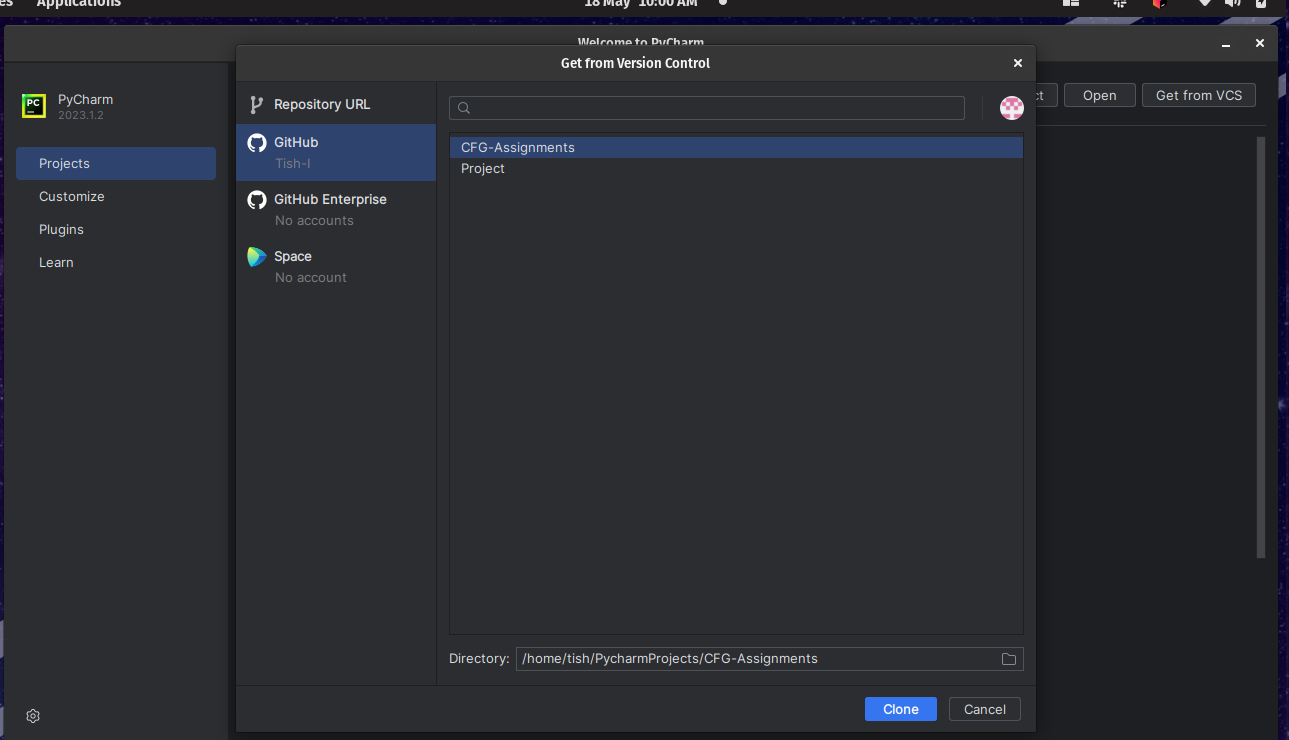 es Applications 18 May 10:00 AM
Welcome to PyCharm
Get from Version Control
PC PyCharm
2023.1.2
Projects
Customize
Plugins
Learn
Repository URL
GitHub
Tish-I
GitHub Enterprise
No accounts
Space
No account
CFG-Assignments
Project
ct Open Get from VCS
Directory: /home/tish/PycharmProjects/CFG-Assignments
Clone Cancel